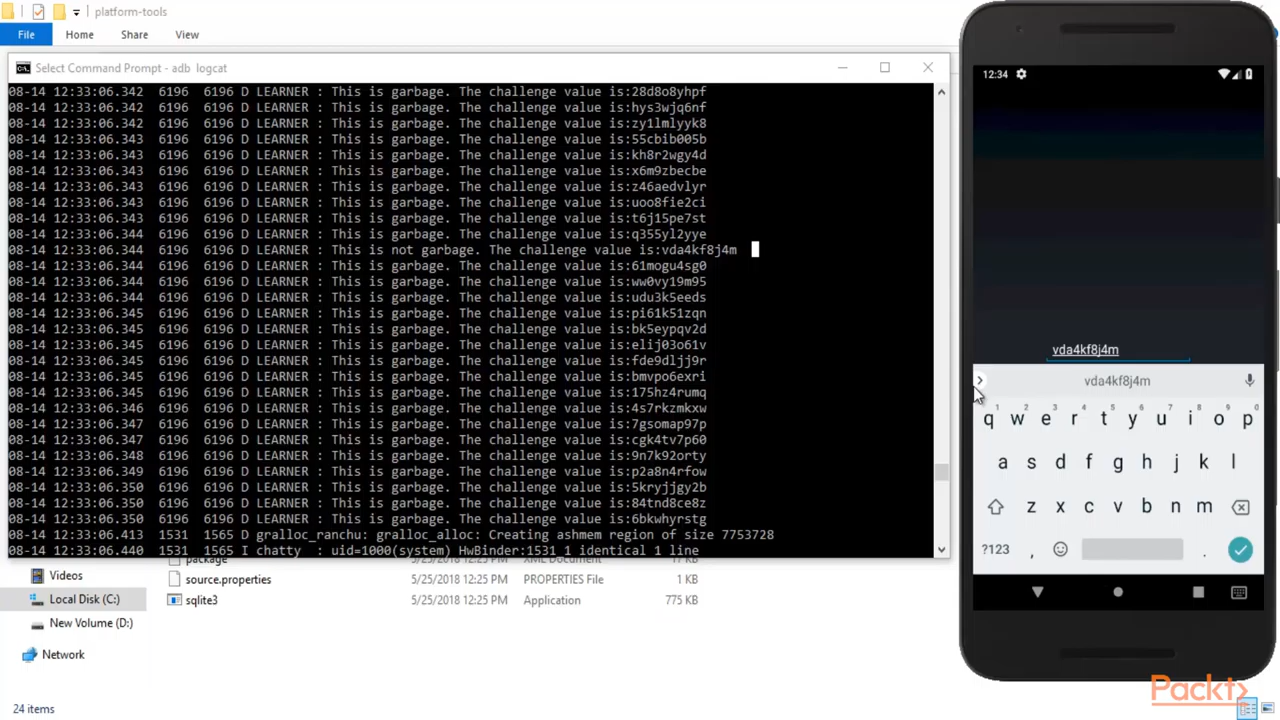 platform-tools
File Home Share View
Select Command Prompt - adb logcat
08-14 12:33:06.342 6196 6196 D LEARNER : This is garbage. The challenge value is:28d8o8yhpf
08-14 12:33:06.342 6196 6196 D LEARNER : This is garbage. The challenge value is:hys3wjq6nf
08-14 12:33:06.342 6196 6196 D LEARNER : This is garbage. The challenge value is:zy1lmlyyk8
08-14 12:33:06.343 6196 6196 D LEARNER : This is garbage. The challenge value is:55cbib005b
08-14 12:33:06.343 6196 6196 D LEARNER : This is garbage. The challenge value is:kh8r2wgy4d
08-14 12:33:06.343 6196 6196 D LEARNER : This is garbage. The challenge value is:x6m9zbecbe
08-14 12:33:06.343 6196 6196 D LEARNER : This is garbage. The challenge value is:z46aedvlyr
08-14 12:33:06.343 6196 6196 D LEARNER : This is garbage. The challenge value is:uoo8fie2ci
08-14 12:33:06.343 6196 6196 D LEARNER : This is garbage. The challenge value is:t6j15pe7st
08-14 12:33:06.344 6196 6196 D LEARNER : This is garbage. The challenge value is:q355yl2yye
08-14 12:33:06.344 6196 6196 D LEARNER : This is not garbage. The challenge value is:vda4kf8j4m
08-14 12:33:06.344 6196 6196 D LEARNER : This is garbage. The challenge value is:61mogu4sg0
08-14 12:33:06.344 6196 6196 D LEARNER : This is garbage. The challenge value is:ww0vy19m95
08-14 12:33:06.344 6196 6196 D LEARNER : This is garbage. The challenge value is:udu3k5eeds
08-14 12:33:06.345 6196 6196 D LEARNER : This is garbage. The challenge value is:pi61k51zqn
08-14 12:33:06.345 6196 6196 D LEARNER : This is garbage. The challenge value is:bk5eypqv2d
08-14 12:33:06.345 6196 6196 D LEARNER : This is garbage. The challenge value is:elij03o61v
08-14 12:33:06.345 6196 6196 D LEARNER : This is garbage. The challenge value is:fde9dljj9r
08-14 12:33:06.345 6196 6196 D LEARNER : This is garbage. The challenge value is:bmvpo6exri
08-14 12:33:06.345 6196 6196 D LEARNER : This is garbage. The challenge value is:175hz4rumq
08-14 12:33:06.346 6196 6196 D LEARNER : This is garbage. The challenge value is:4s7rkzmkxw
08-14 12:33:06.347 6196 6196 D LEARNER : This is garbage. The challenge value is:7gsomap97p
08-14 12:33:06.347 6196 6196 D LEARNER : This is garbage. The challenge value is:cgk4tv7p60
08-14 12:33:06.348 6196 6196 D LEARNER : This is garbage. The challenge value is:9n7k92orty
08-14 12:33:06.349 6196 6196 D LEARNER : This is garbage. The challenge value is:p2a8n4rfow
08-14 12:33:06.350 6196 6196 D LEARNER : This is garbage. The challenge value is:5kryjjgy2b
08-14 12:33:06.350 6196 6196 D LEARNER : This is garbage. The challenge value is:84tnd8ce8z
08-14 12:33:06.350 6196 6196 D LEARNER : This is garbage. The challenge value is:6bkwhyrstg
08-14 12:33:06.413 1531 1565 D gralloc_ranchu: gralloc_alloc: Creating ashmem region of size 7753728
08-14 12:33:06.440 1531 1565 I chatty : uid=1000(system) HwBinder:1531_1 identical 1 line
package 5/25/2018 12:25 PM File folder
source.properties 5/25/2018 12:25 PM PROPERTIES File 1 KB
sqlite3 5/25/2018 12:25 PM Application 775 KB
Videos
Local Disk (C:)
New Volume (D:)
Network
24 items
12:34
vda4kf8j4m
vda4kf8j4m
1 2 3 4 5 6 7 8 9 0
q w e r t y u i o p
a s d f g h j k l
z x c v b n m
?123 , .
Packt